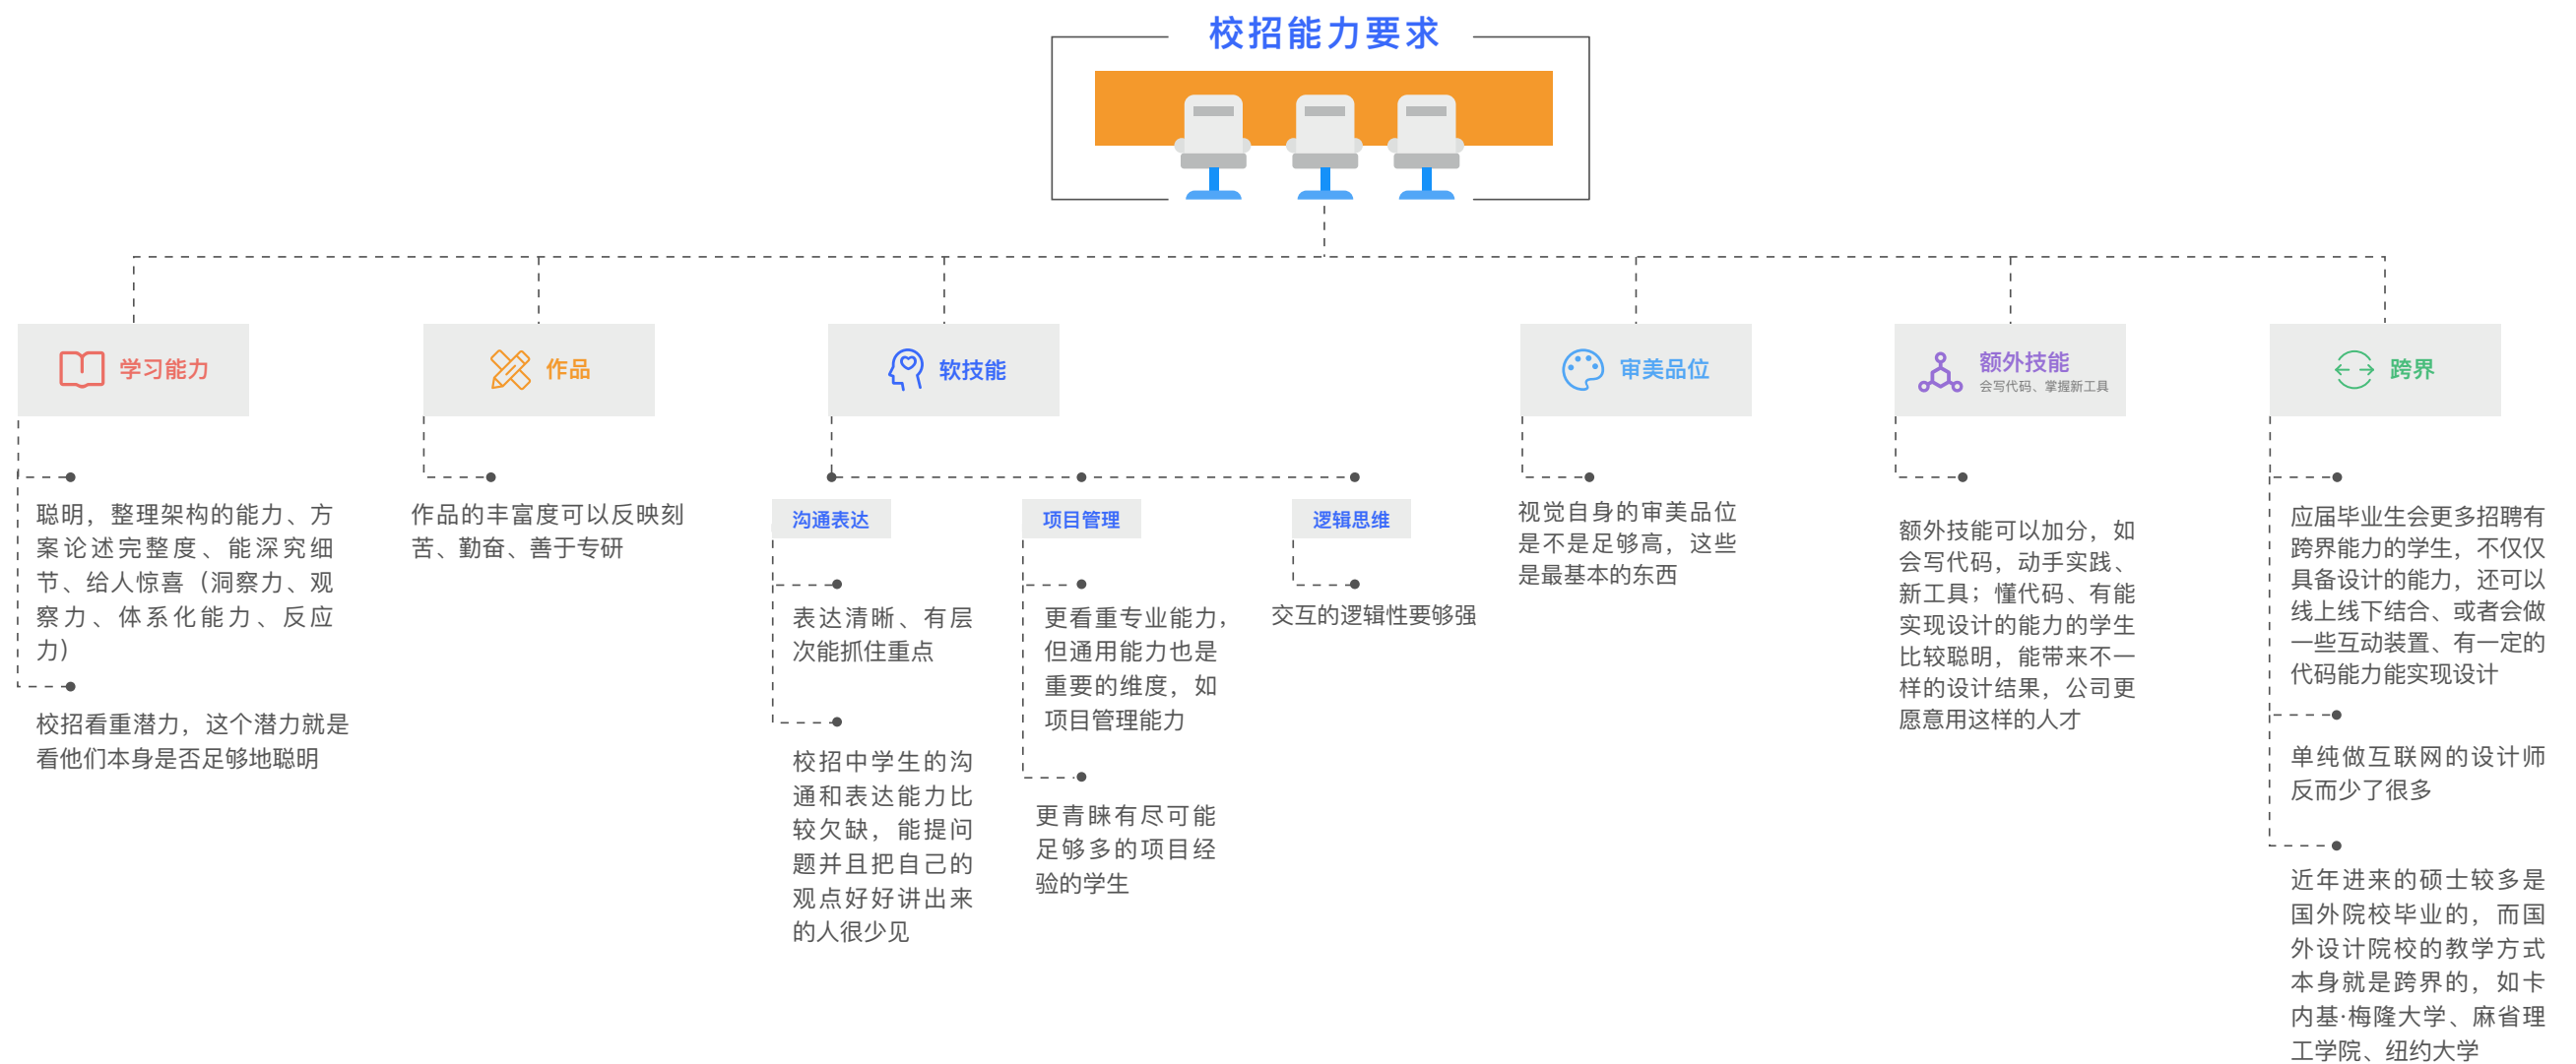 校招能力要求
学习能力
聪明，整理架构的能力、方
案论述完整度、能深究细
节、给人惊喜（洞察力、观
察力、体系化能力、反应
力）
校招看重潜力，这个潜力就是
看他们本身是否足够地聪明
作品
作品的丰富度可以反映刻
苦、勤奋、善于专研
软技能
沟通表达
表达清晰、有层
次能抓住重点
校招中学生的沟
通和表达能力比
较欠缺，能提问
题并且把自己的
观点好好讲出来
的人很少见
项目管理
更看重专业能力，
但通用能力也是
重要的维度，如
项目管理能力
更青睐有尽可能
足够多的项目经
验的学生
逻辑思维
交互的逻辑性要够强
审美品位
视觉自身的审美品位
是不是足够高，这些
是最基本的东西
额外技能
会写代码、掌握新工具
额外技能可以加分，如
会写代码，动手实践、
新工具；懂代码、有能
实现设计的能力的学生
比较聪明，能带来不一
样的设计结果，公司更
愿意用这样的人才
跨界
应届毕业生会更多招聘有
跨界能力的学生，不仅仅
具备设计的能力，还可以
线上线下结合、或者会做
一些互动装置、有一定的
代码能力能实现设计
单纯做互联网的设计师
反而少了很多
近年进来的硕士较多是
国外院校毕业的，而国
外设计院校的教学方式
本身就是跨界的，如卡
内基·梅隆大学、麻省理
工学院、纽约大学